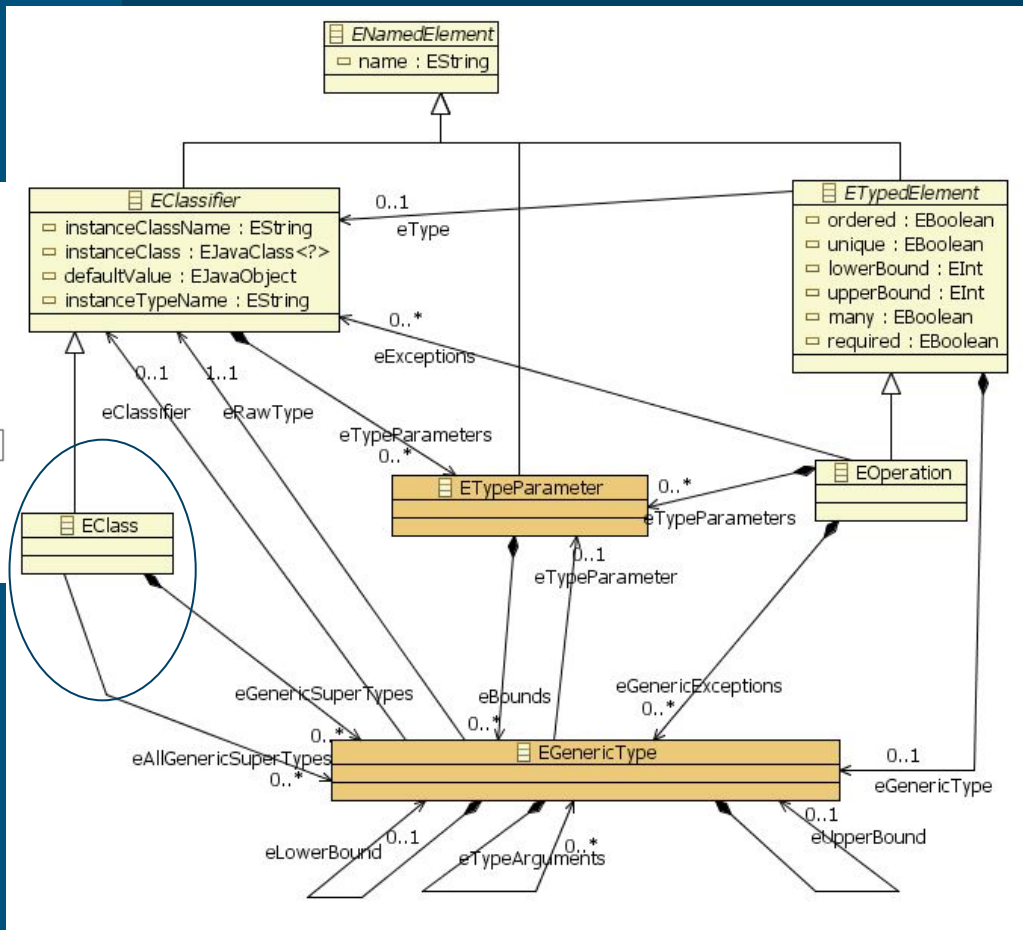 ENamedElement
name : EString
EClassifier
instanceClassName : EString
instanceClass : EJavaClass<?>
defaultValue : EJavaObject
instanceTypeName : EString
0..1
eType
ETypedElement
ordered : EBoolean
unique : EBoolean
lowerBound : EInt
upperBound : EInt
many : EBoolean
required : EBoolean
0..*
eExceptions
0..1
1..1
eClassifier
eRawType
eTypeParameters
0..*
ETypeParameter
0..*
eTypeParameters
EOperation
EClass
0..1
eTypeParameter
eGenericSuperTypes
0..*
eBounds
0..*
eGenericExceptions
0..*
eAllGenericSuperTypes
0..*
EGenericType
0..1
eGenericType
eLowerBound
0..1
eTypeArguments
0..*
0..1
eUpperBound